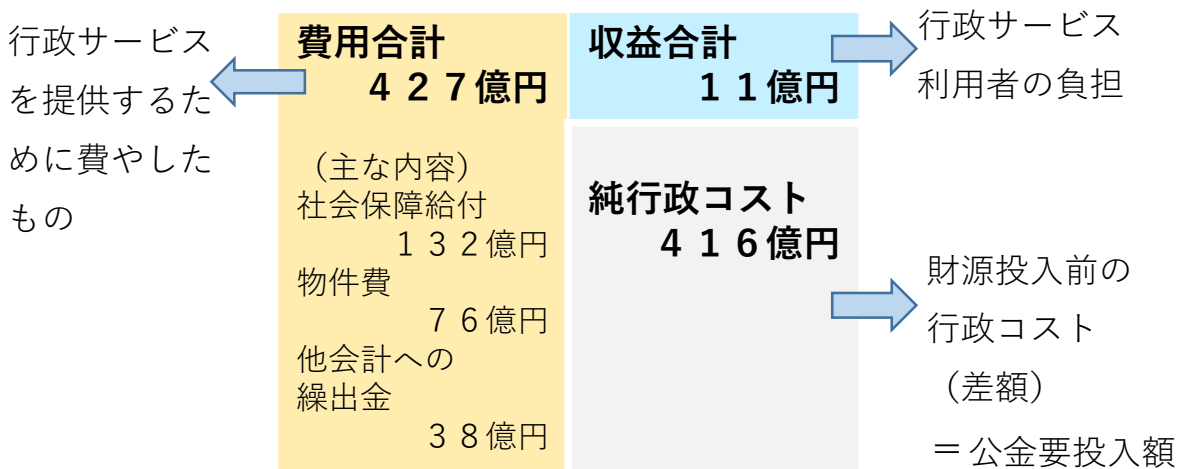 行政サービス
を提供するた
めに費やした
もの
費用合計
４２７億円
（主な内容）
社会保障給付
１３２億円
物件費
７６億円
他会計への
繰出金
３８億円
収益合計
１１億円
純行政コスト
４１６億円
行政サービス
利用者の負担
財源投入前の
行政コスト
（差額）
＝公金要投入額